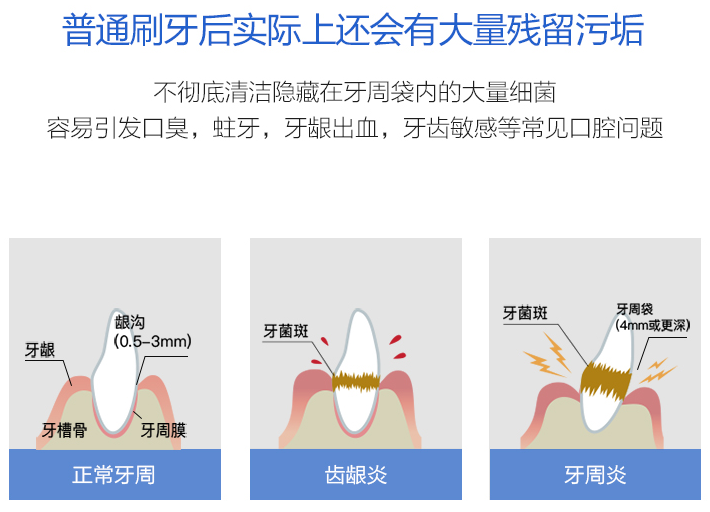 普通刷牙后实际上还会有大量残留污垢
不彻底清洁隐藏在牙周袋内的大量细菌
容易引发口臭，蛀牙，牙龈出血，牙齿敏感等常见口腔问题
龈沟
(0.5-3mm)
牙龈
牙槽骨
牙周膜
正常牙周
牙菌斑
齿龈炎
牙菌斑
牙周袋
(4mm或更深)
牙周炎